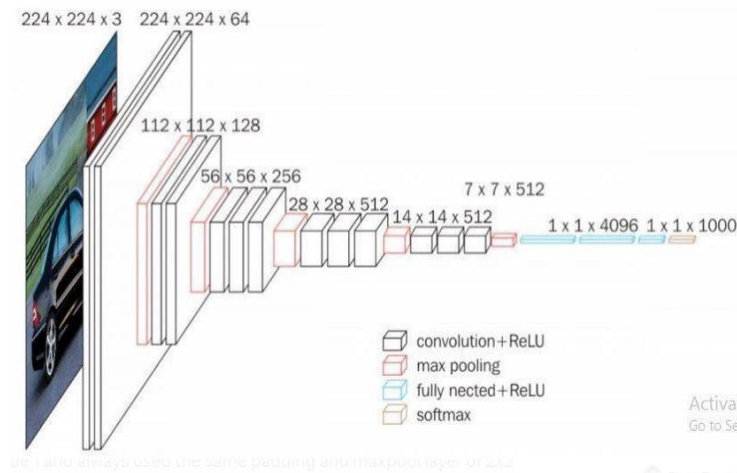 224 x 224 x 3
224 x 224 x 64
112 x 112 x 128
56 x 56 x 256
28 x 28 x 512
14 x 14 x 512
7 x 7 x 512
1 x 1 x 4096
1 x 1 x 1000
convolution+ReLU
max pooling
fully nected+ReLU
softmax
Activa
Go to Se
be 1 and always used the same padding and maxpool layer of 2x2